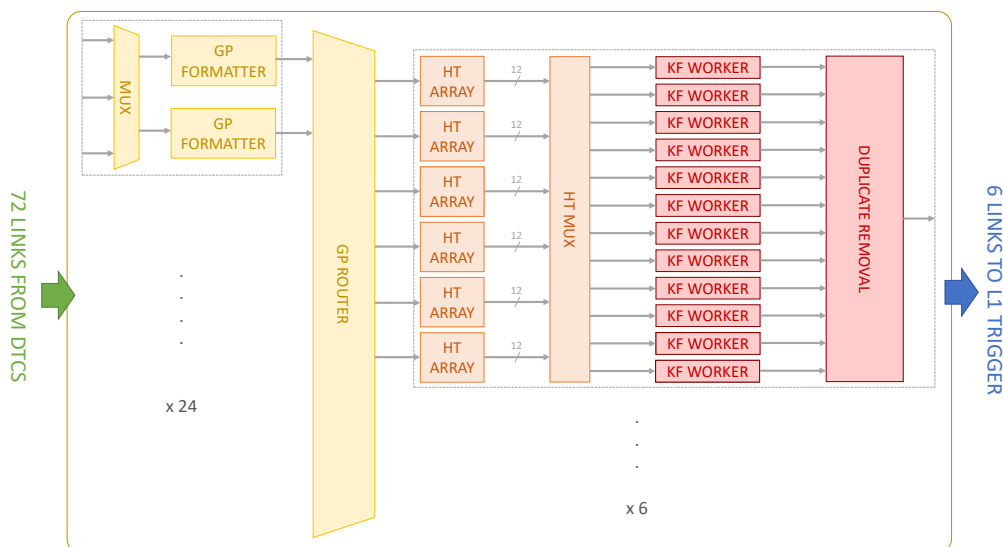 72 LINKS FROM DTCS
MUX
GP
FORMATTER
GP
FORMATTER
x 24
GP ROUTER
HT
ARRAY
12
HT
ARRAY
12
HT
ARRAY
12
HT
ARRAY
12
HT
ARRAY
12
HT
ARRAY
12
HT MUX
KF WORKER
KF WORKER
KF WORKER
KF WORKER
KF WORKER
KF WORKER
KF WORKER
KF WORKER
KF WORKER
KF WORKER
KF WORKER
KF WORKER
DUPLICATE REMOVAL
x 6
6 LINKS TO L1 TRIGGER